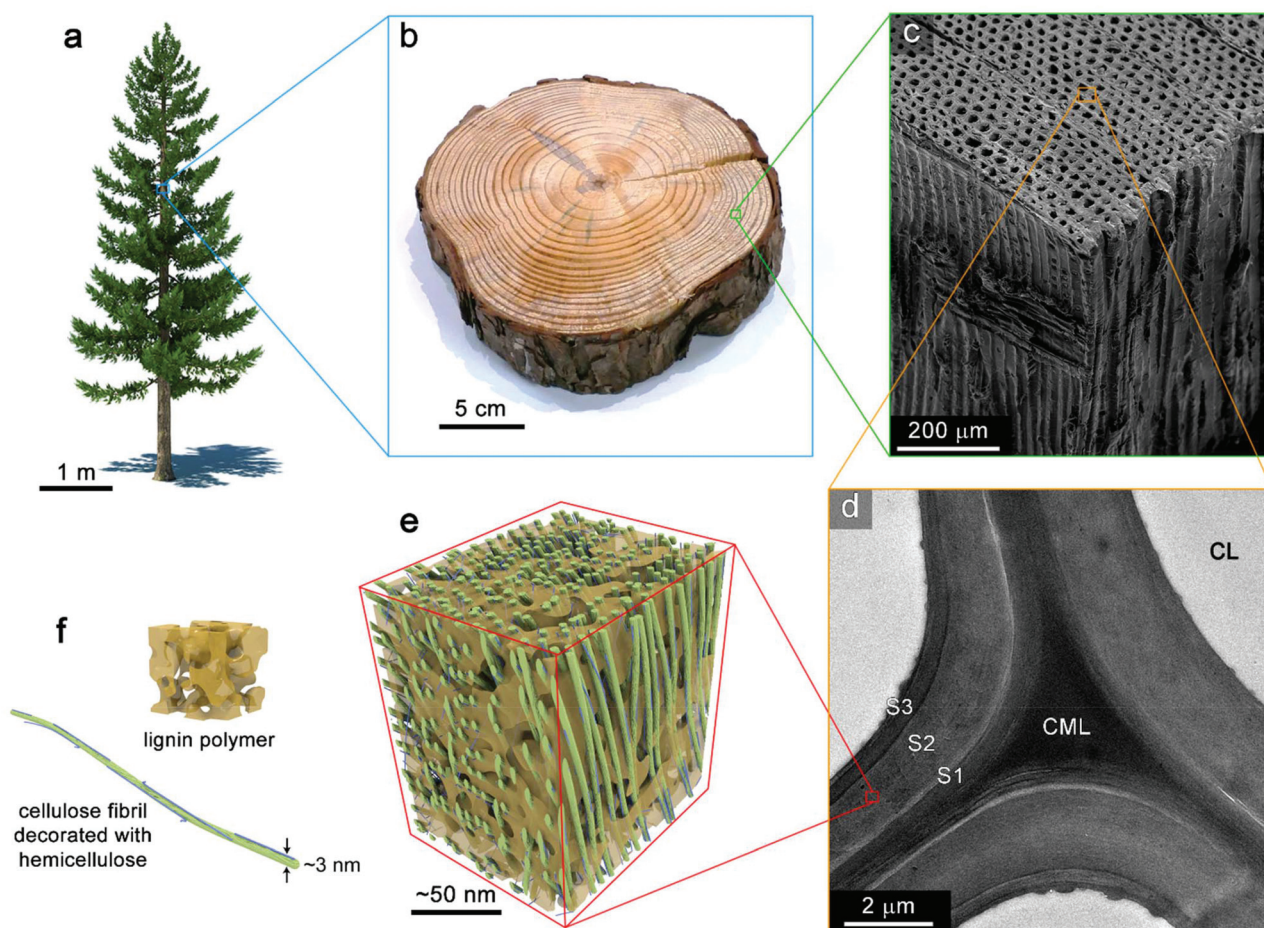 a
1 m
b
5 cm
c
200 μm
d
CL
S3
S2
S1
CML
2 μm
e
~50 nm
f
lignin polymer
cellulose fibril
decorated with
hemicellulose
~3 nm